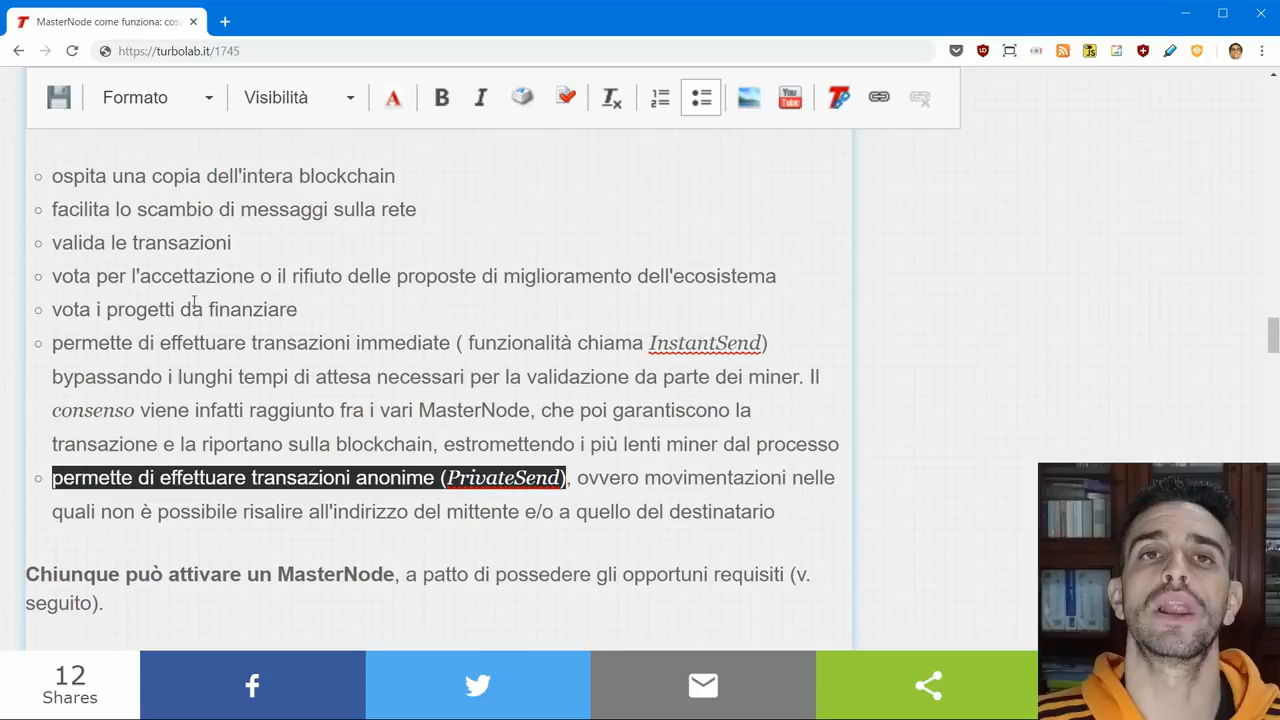 MasterNode come funziona: cos
https://turbolab.it/1745
Formato
Visibilità
A
B
I
Tx
You
Tube
ospita una copia dell'intera blockchain
facilita lo scambio di messaggi sulla rete
valida le transazioni
vota per l'accettazione o il rifiuto delle proposte di miglioramento dell'ecosistema
vota i progetti da finanziare
permette di effettuare transazioni immediate ( funzionalità chiama InstantSend)
bypassando i lunghi tempi di attesa necessari per la validazione da parte dei miner. Il
consenso viene infatti raggiunto fra i vari MasterNode, che poi garantiscono la
transazione e la riportano sulla blockchain, estromettendo i più lenti miner dal processo
permette di effettuare transazioni anonime (PrivateSend), ovvero movimentazioni nelle
quali non è possibile risalire all'indirizzo del mittente e/o a quello del destinatario
Chiunque può attivare un MasterNode, a patto di possedere gli opportuni requisiti (v.
seguito).
12
Shares